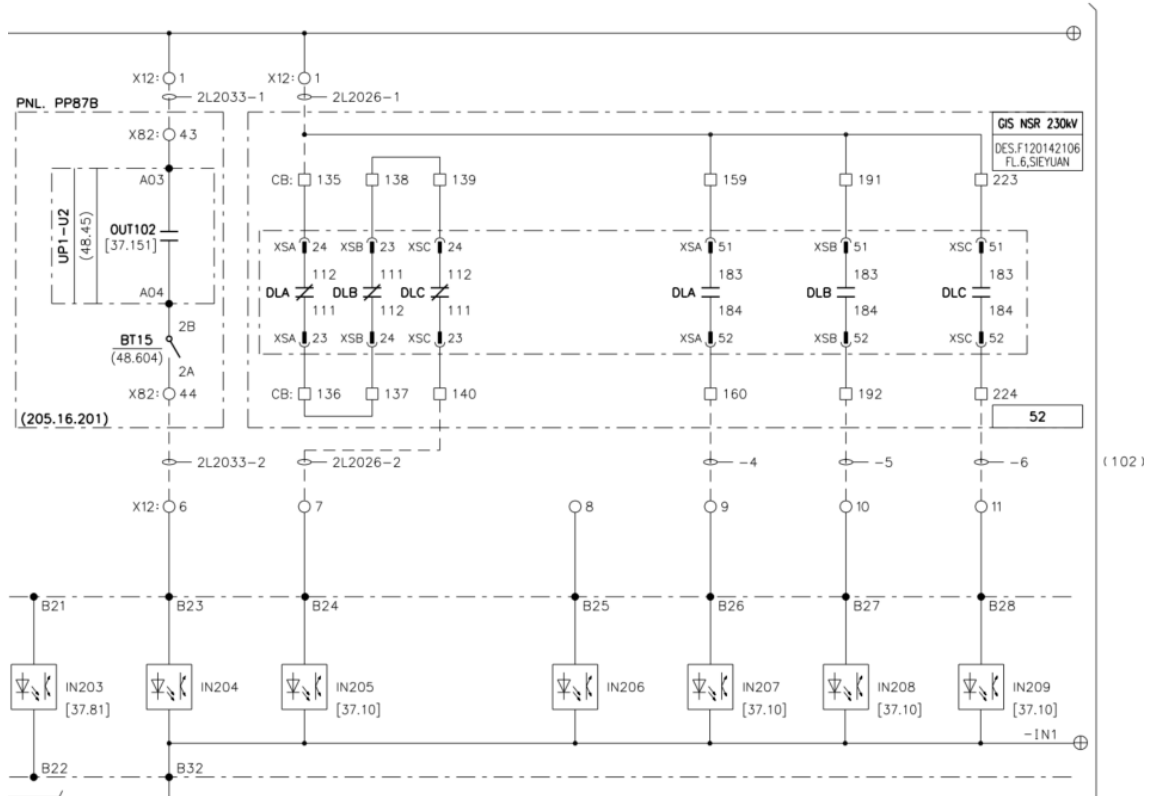 X12: 1
X12: 1
2L2033-1
2L2026-1
PNL. PP87B
GIS NSR 230kV
DES.F120142106
FL.6,SIEYUAN
X82: 43
A03
CB: 135
138
139
159
191
223
UP1-U2
(48.45)
OUT102
[37.151]
XSA 24
XSB 23
XSC 24
XSA 51
XSB 51
XSC 51
112
111
112
183
183
183
DLA
DLB
DLC
DLA
DLB
DLC
A04
111
112
111
184
184
184
2B
BT15
(48.604)
XSA 23
XSB 24
XSC 23
XSA 52
XSB 52
XSC 52
2A
X82: 44
CB: 136
137
140
160
192
224
(205.16.201)
52
2L2033-2
2L2026-2
-4
-5
-6
(102)
X12: 6
7
8
9
10
11
B21
B23
B24
B25
B26
B27
B28
IN203
[37.81]
IN204
IN205
[37.10]
IN206
IN207
[37.10]
IN208
[37.10]
IN209
[37.10]
-IN1
B22
B32